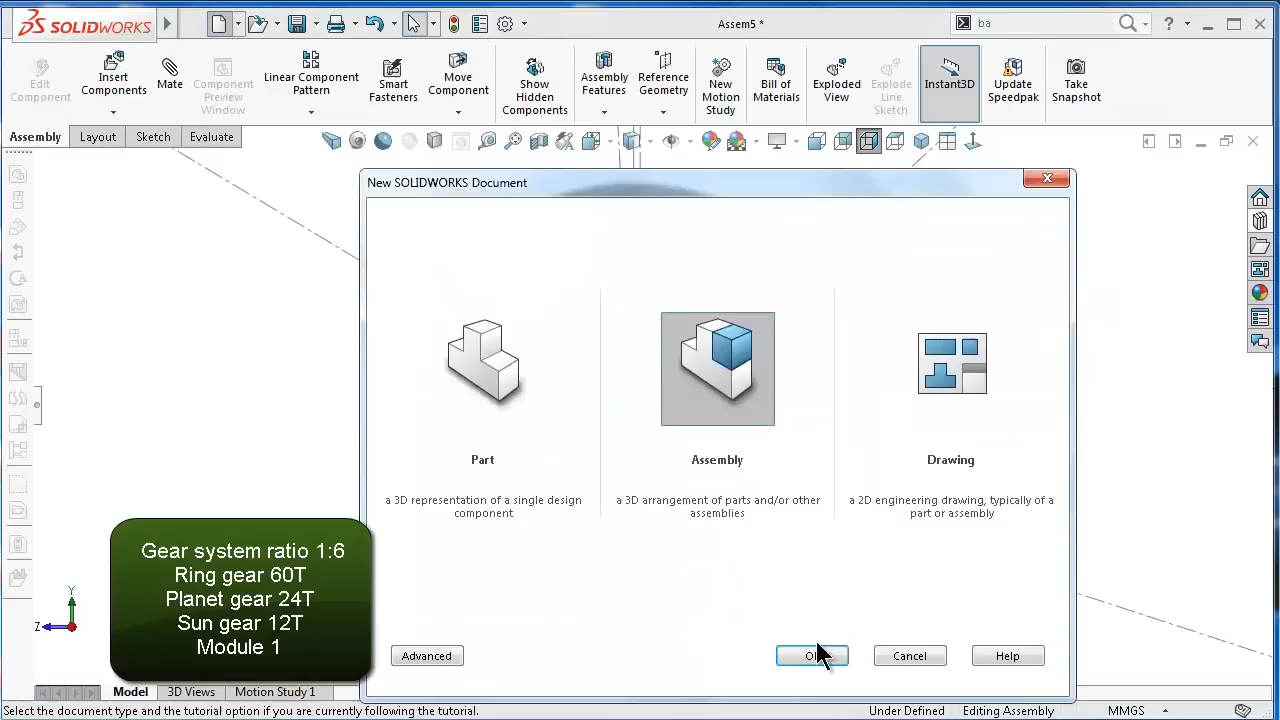 SOLIDWORKS
Assem5 *
ba
?
Edit Component
Insert Components
Mate
Component Preview Window
Linear Component Pattern
Smart Fasteners
Move Component
Show Hidden Components
Assembly Features
Reference Geometry
New Motion Study
Bill of Materials
Exploded View
Explode Line Sketch
Instant3D
Update Speedpak
Take Snapshot
Assembly
Layout
Sketch
Evaluate
New SOLIDWORKS Document
Part
Assembly
Drawing
a 3D representation of a single design
component
a 3D arrangement of parts and/or other
assemblies
a 2D engineering drawing, typically of a
part or assembly
Gear system ratio 1:6
Ring gear 60T
Planet gear 24T
Sun gear 12T
Module 1
Y
Z
Advanced
Cancel
Help
Model
3D Views
Motion Study 1
Select the document type and the tutorial option if you are currently following the tutorial.
Under Defined
Editing Assembly
MMGS